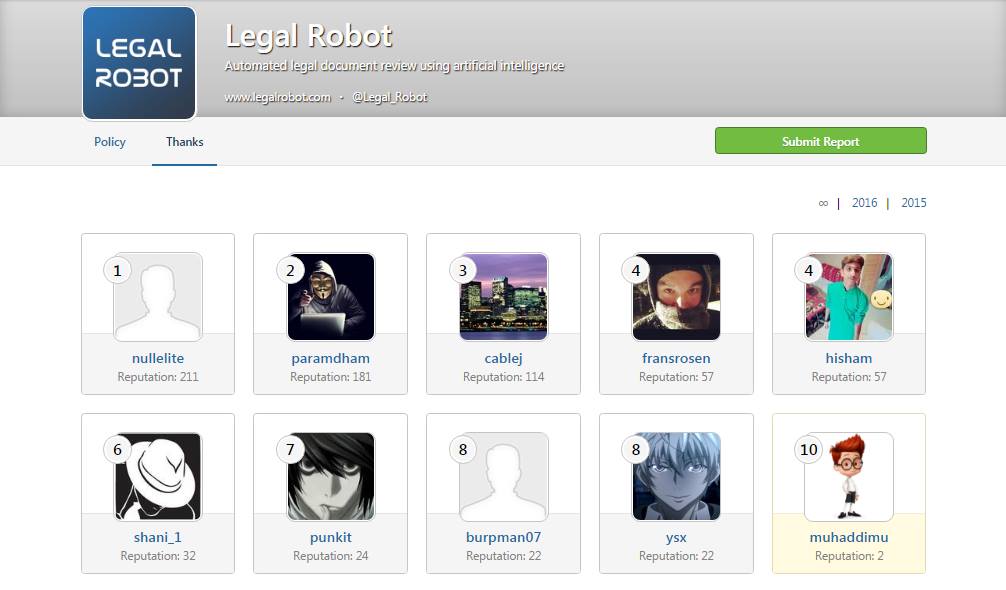 LEGAL
ROBOT
Legal Robot
Automated legal document review using artificial intelligence
www.legalrobot.com · @Legal_Robot
Policy Thanks Submit Report
∞ | 2016 | 2015
1 2 3 4 4
nullelite paramdham cablej fransrosen hisham
Reputation: 211 Reputation: 181 Reputation: 114 Reputation: 57 Reputation: 57
6 7 8 8 10
shani_1 punkit burpman07 ysx muhaddimu
Reputation: 32 Reputation: 24 Reputation: 22 Reputation: 22 Reputation: 2